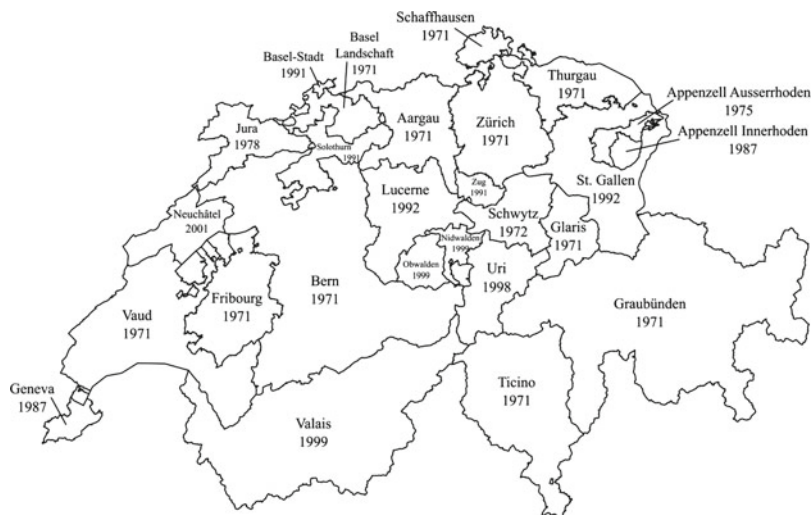 Schaffhausen
1971
Basel
Landschaft
1971
Basel-Stadt
1991
Thurgau
1971
Appenzell Ausserrhoden
1975
Appenzell Innerhoden
1987
Jura
1978
Solothurn
1991
Aargau
1971
Zürich
1971
St. Gallen
1992
Lucerne
1992
Zug
1991
Schwytz
1972
Glaris
1971
Neuchâtel
2001
Nidwalden
1999
Obwalden
1999
Uri
1998
Bern
1971
Fribourg
1971
Vaud
1971
Graubünden
1971
Geneva
1987
Ticino
1971
Valais
1999